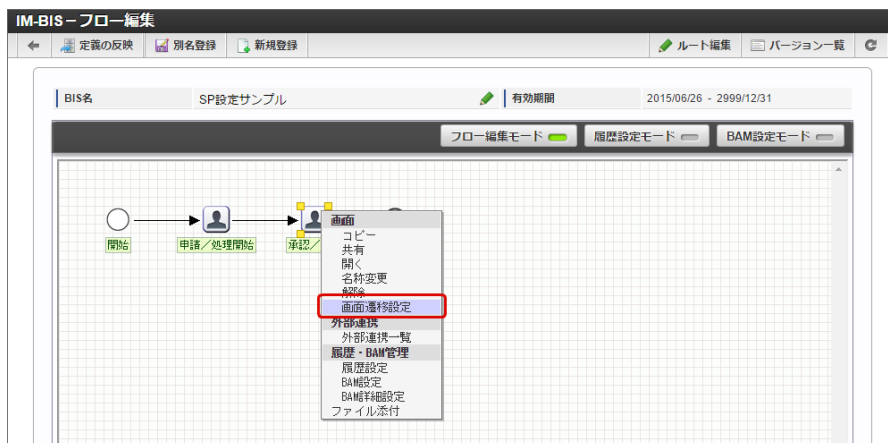 IM-BIS－フロー編集
定義の反映 別名登録 新規登録 ルート編集 バージョン一覧
BIS名 SP設定サンプル 有効期間 2015/06/26 - 2999/12/31
フロー編集モード 履歴設定モード BAM設定モード
開始 申請／処理開始 承認／
画面
コピー
共有
開く
名称変更
解除
画面遷移設定
外部連携
外部連携一覧
履歴・BAM管理
履歴設定
BAM設定
BAM詳細設定
ファイル添付